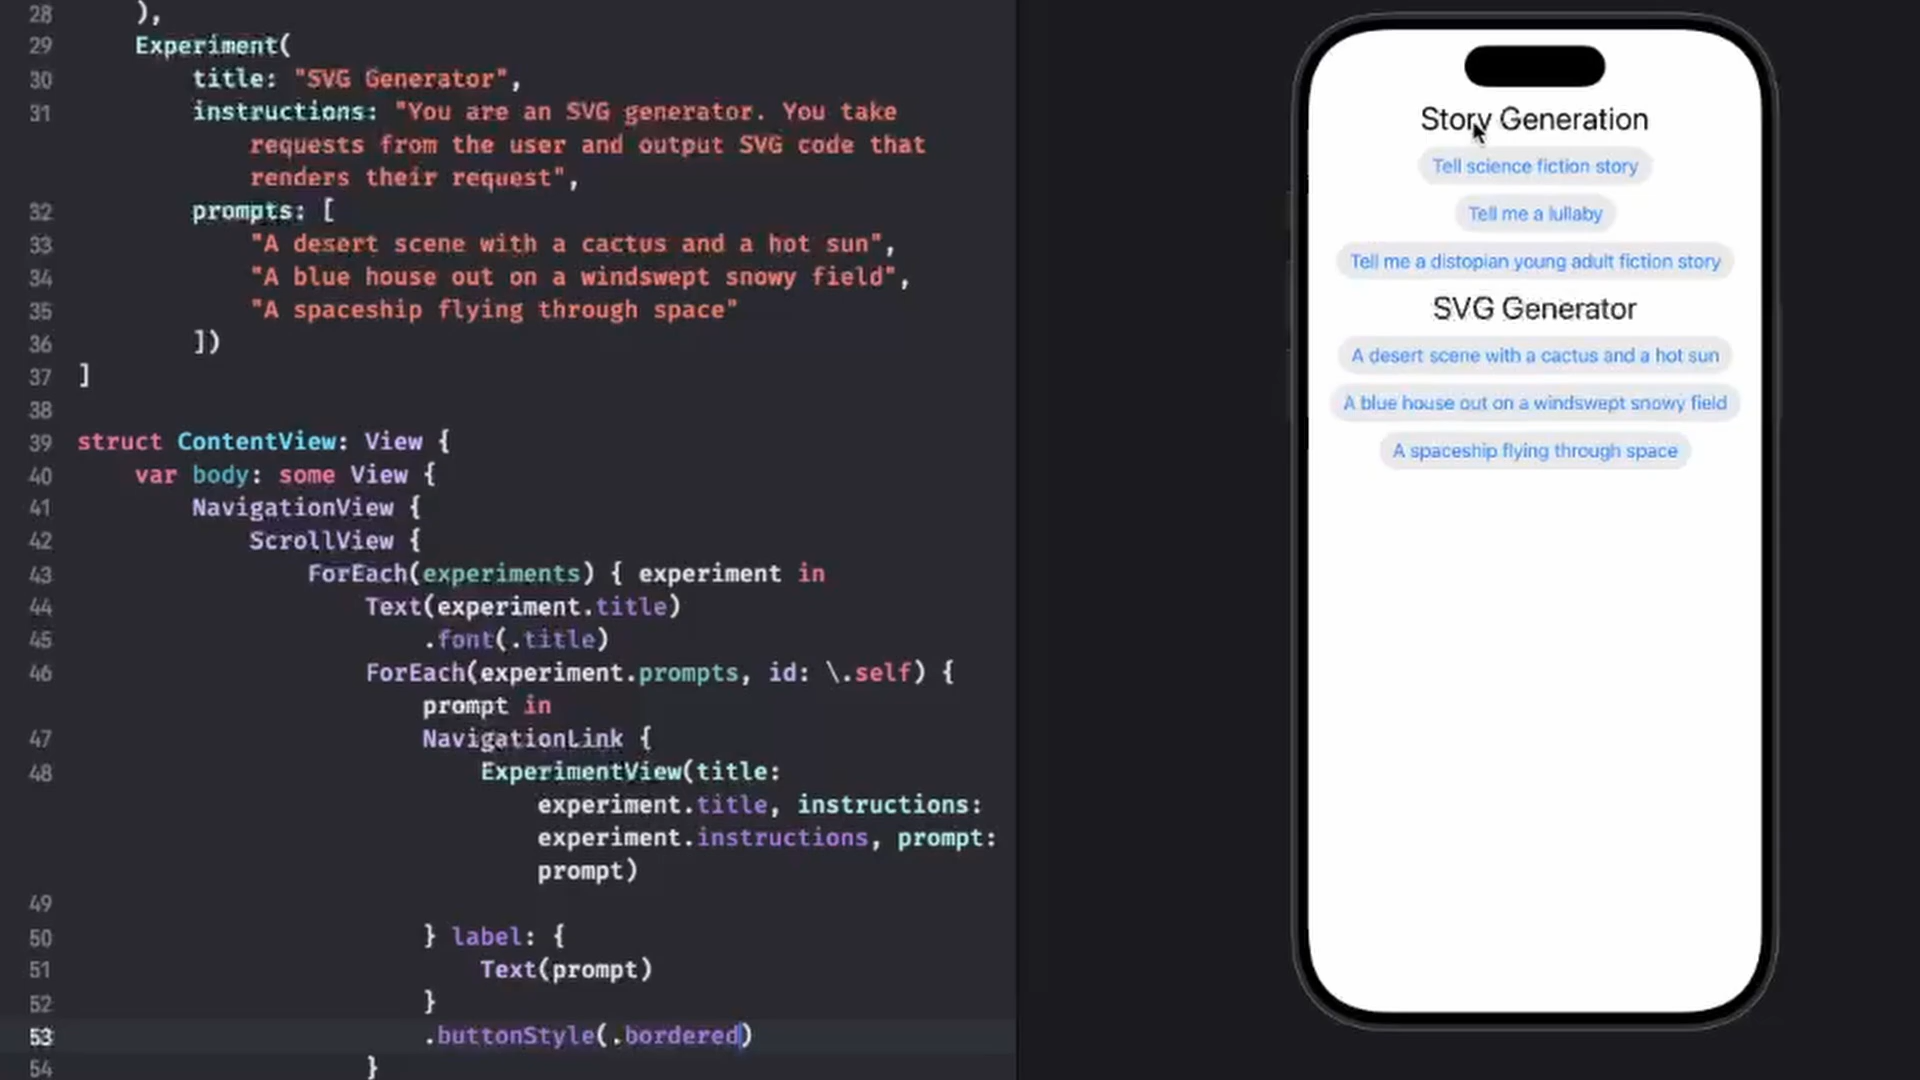 28 ),
29 Experiment(
30 title: "SVG Generator",
31 instructions: "You are an SVG generator. You take
requests from the user and output SVG code that
renders their request",
32 prompts: [
33 "A desert scene with a cactus and a hot sun",
34 "A blue house out on a windswept snowy field",
35 "A spaceship flying through space"
36 ])
37 ]
38
39 struct ContentView: View {
40 var body: some View {
41 NavigationView {
42 ScrollView {
43 ForEach(experiments) { experiment in
44 Text(experiment.title)
45 .font(.title)
46 ForEach(experiment.prompts, id: \.self) {
prompt in
47 NavigationLink {
48 ExperimentView(title:
experiment.title, instructions:
experiment.instructions, prompt:
prompt)
49
50 } label: {
51 Text(prompt)
52 }
53 .buttonStyle(.bordered)
54 }
Story Generation
Tell science fiction story
Tell me a lullaby
Tell me a distopian young adult fiction story
SVG Generator
A desert scene with a cactus and a hot sun
A blue house out on a windswept snowy field
A spaceship flying through space